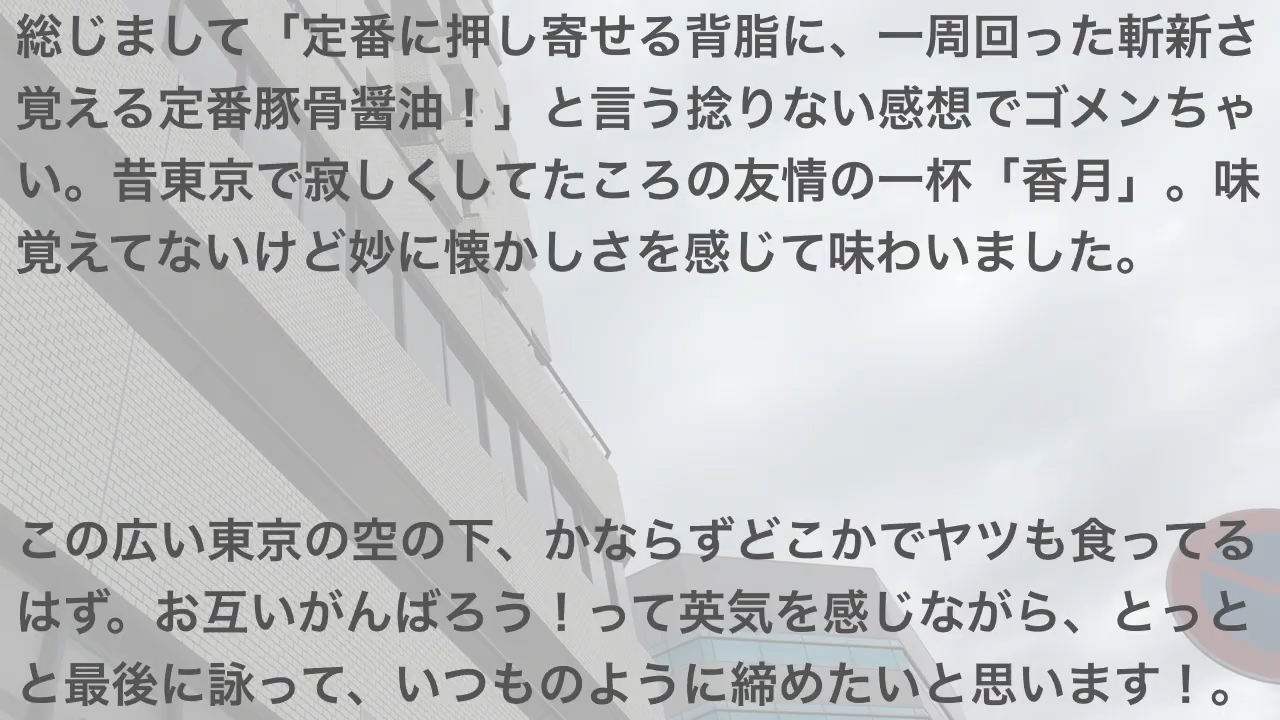 総じまして「定番に押し寄せる背脂に、一周回った斬新さ
覚える定番豚骨醤油！」と言う捻りない感想でゴメンちゃ
い。昔東京で寂しくしてたころの友情の一杯「香月」。味
覚えてないけど妙に懐かしさを感じて味わいました。
この広い東京の空の下、かならずどこかでヤツも食ってる
はず。お互いがんばろう！って英気を感じながら、とっと
と最後に詠って、いつものように締めたいと思います！。